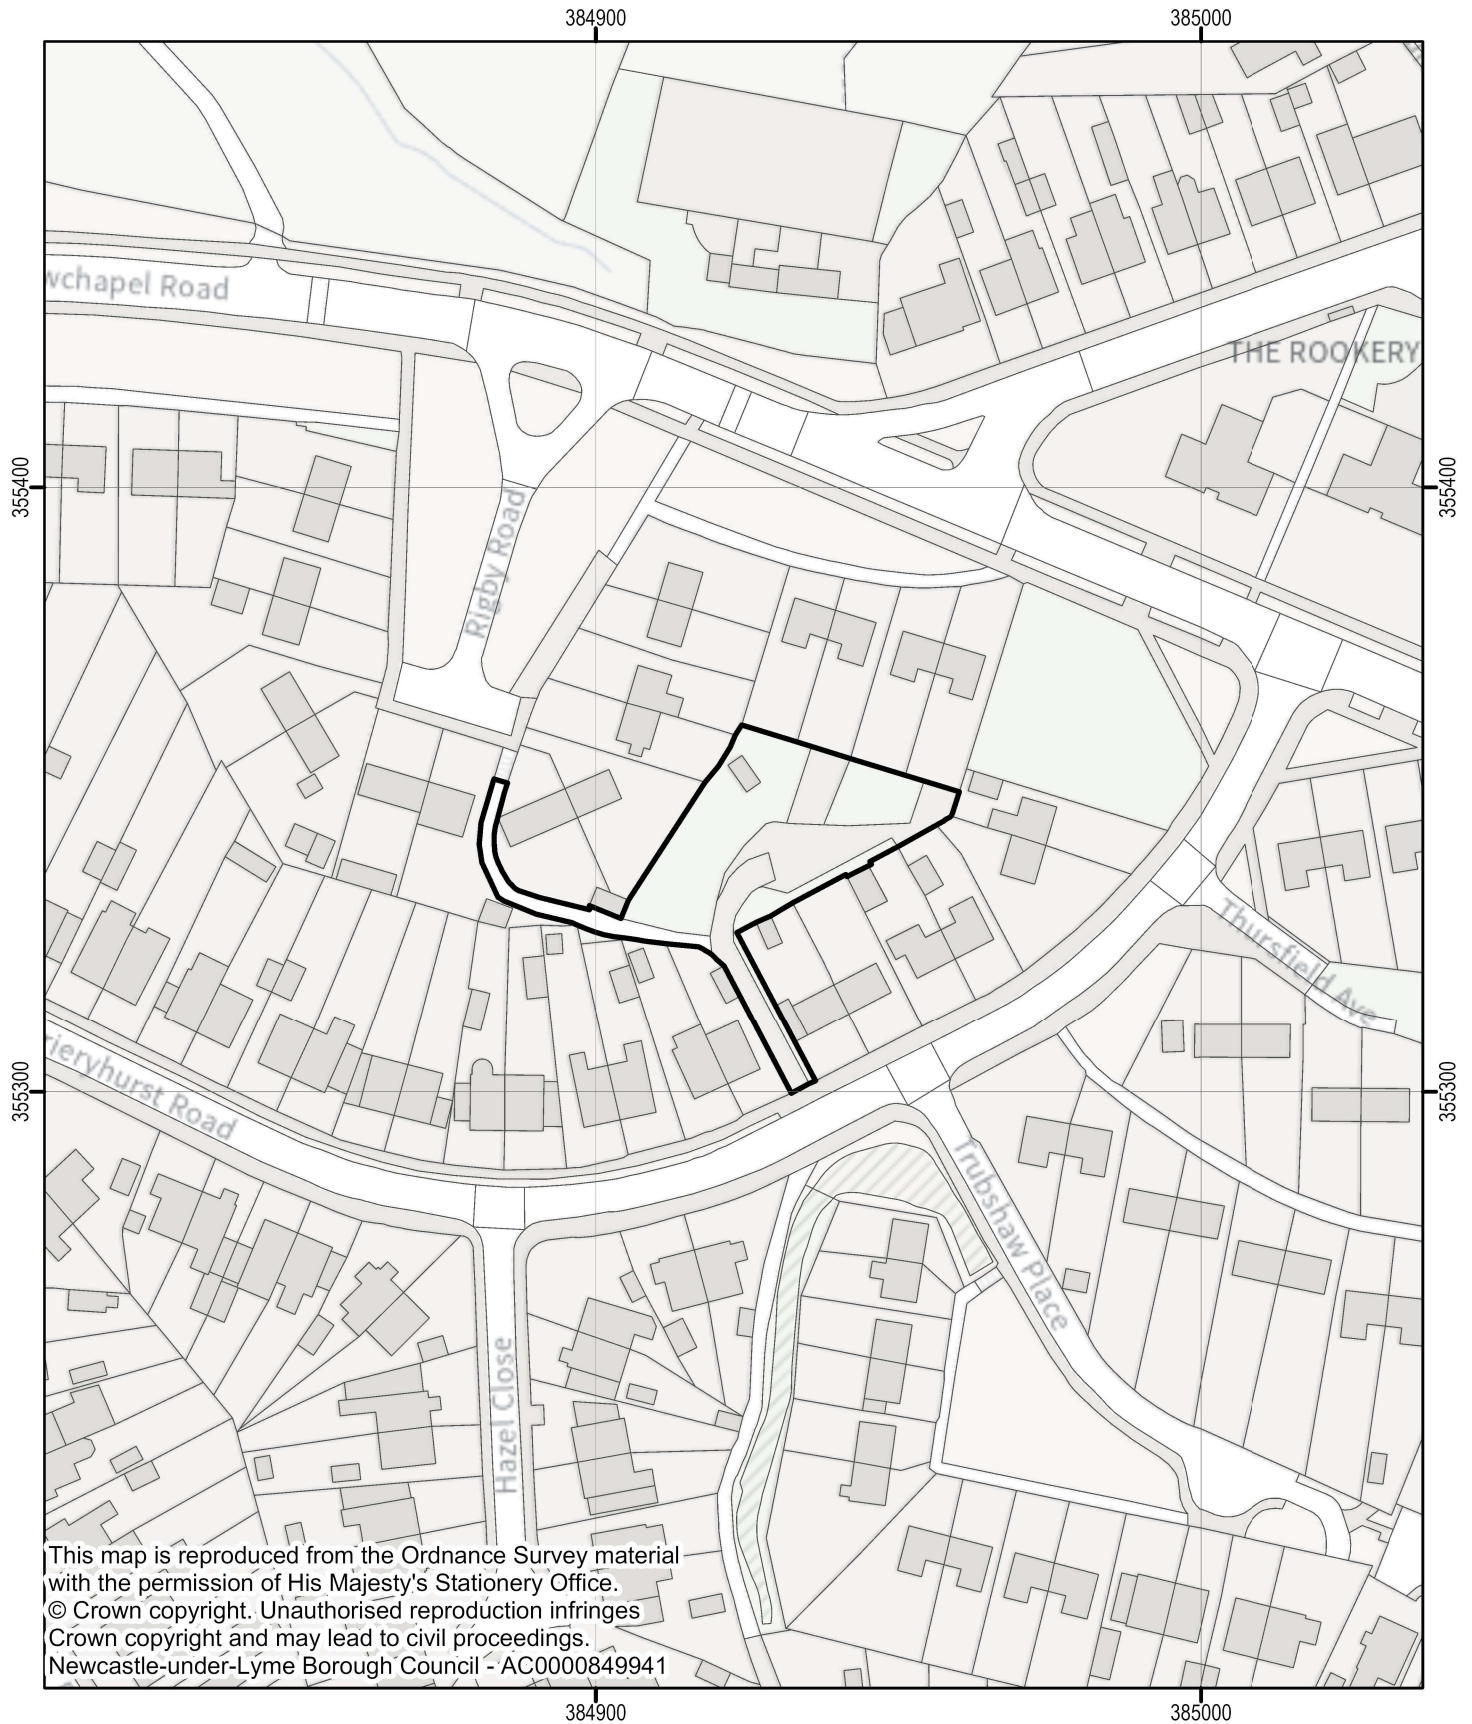 384900
385000
wchapel Road
THE ROOKERY
355400
355400
Rigby Road
Thursfield Ave
rieryhurst Road
355300
355300
Trubshaw Place
Hazel Close
This map is reproduced from the Ordnance Survey material
with the permission of His Majesty's Stationery Office.
© Crown copyright. Unauthorised reproduction infringes
Crown copyright and may lead to civil proceedings.
Newcastle-under-Lyme Borough Council - AC0000849941
384900
385000